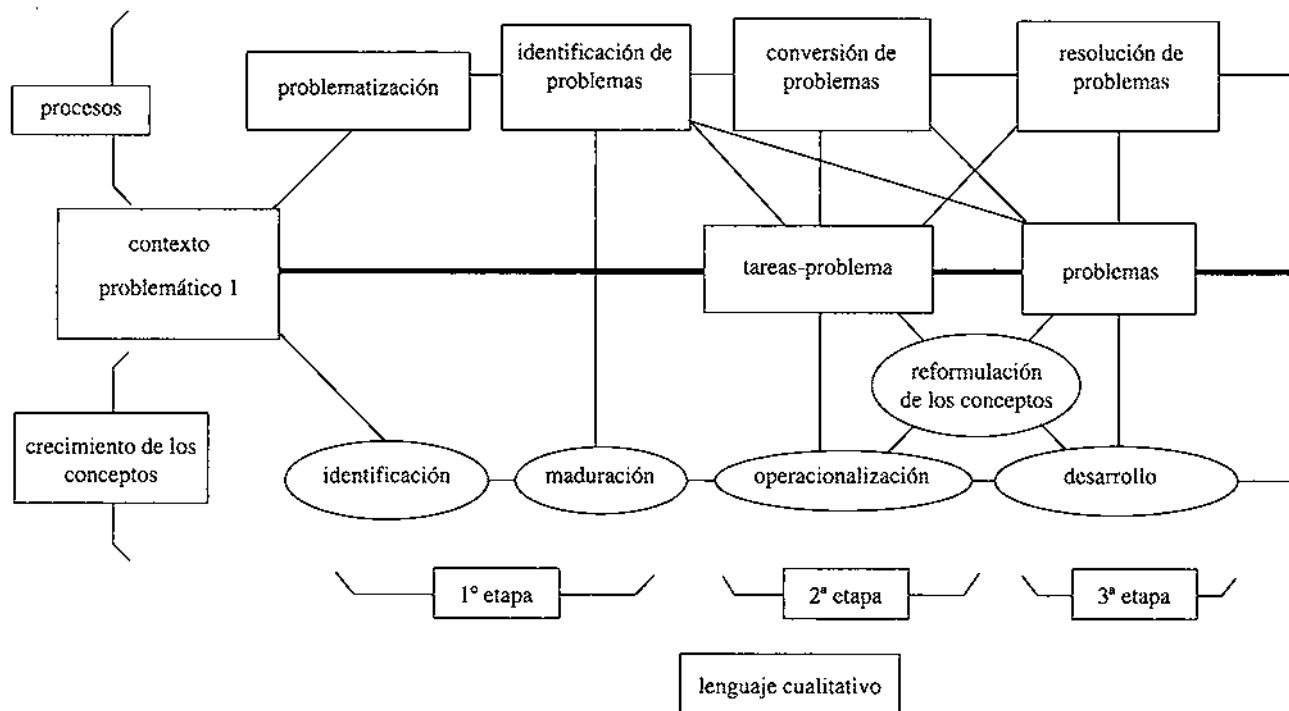 identificación de
problemas
conversión de
problemas
resolución de
problemas
problematización
procesos
contexto
problemático 1
tareas-problema
problemas
reformulación
de los conceptos
crecimiento de los
conceptos
identificación
maduración
operacionalización
desarrollo
1º etapa
2ª etapa
3ª etapa
lenguaje cualitativo